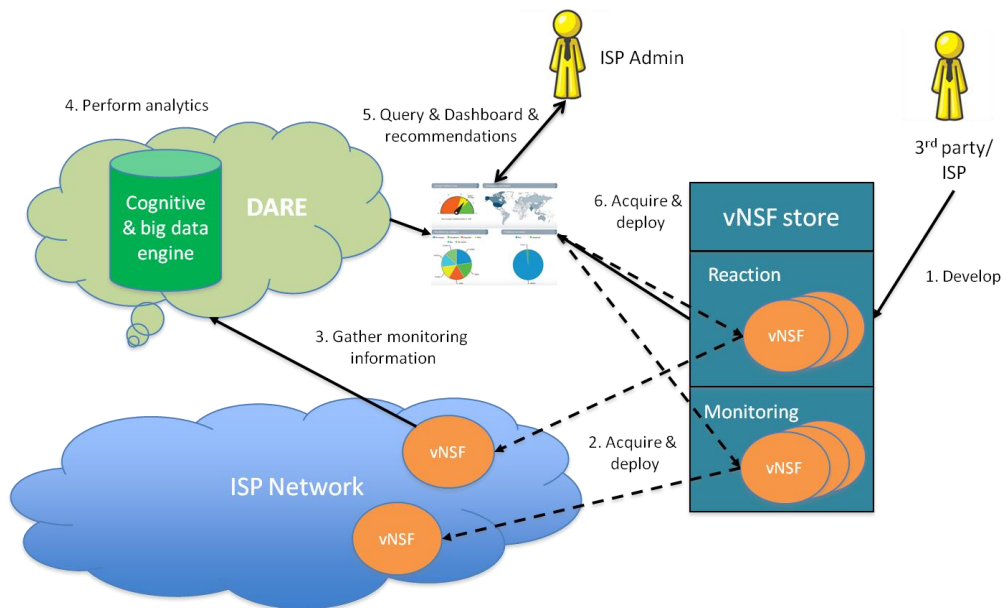 ISP Admin
4. Perform analytics
5. Query & Dashboard &
recommendations
3rd party/
ISP
DARE
Cognitive
& big data
engine
6. Acquire &
deploy
vNSF store
Reaction
1. Develop
vNSF
3. Gather monitoring
information
Monitoring
vNSF
2. Acquire &
deploy
vNSF
ISP Network
vNSF